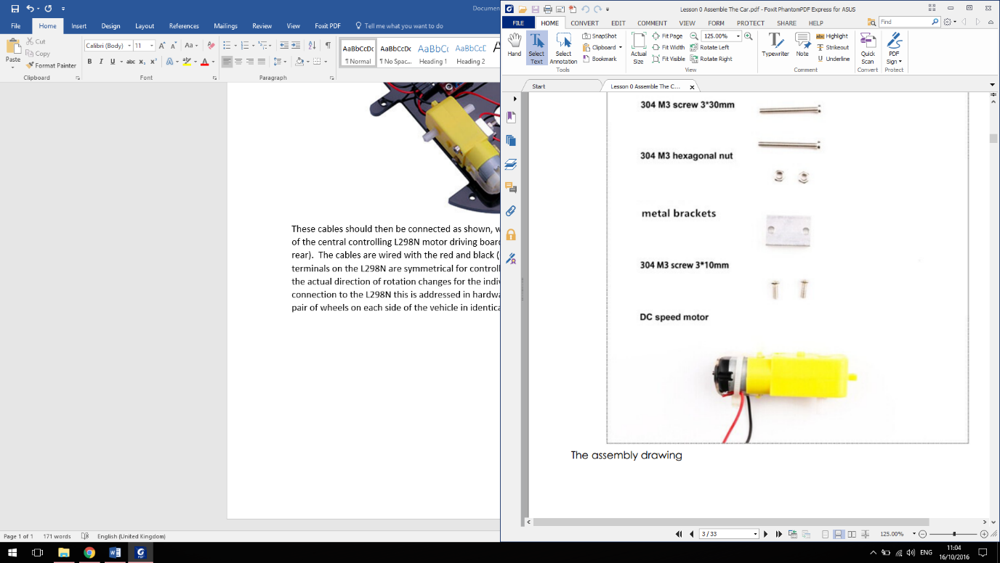 Document
File
Home
Insert
Design
Layout
References
Mailings
Review
View
Foxit PDF
Tell me what you want to do
Paste
Cut
Copy
Format Painter
Clipboard
Calibri (Body)
11
Font
Paragraph
AaBbCcDc
¶ Normal
AaBbCcDc
¶ No Spac...
AaBbCc
Heading 1
AaBbCcD
Heading 2
These cables should then be connected as shown, w
of the central controlling L298N motor driving board
rear). The cables are wired with the red and black (
terminals on the L298N are symmetrical for controll
the actual direction of rotation changes for the indiv
connection to the L298N this is addressed in hardwa
pair of wheels on each side of the vehicle in identica
Page 1 of 1
171 words
English (United Kingdom)
Lesson 0 Assemble The Car.pdf - Foxit PhantomPDF Express for ASUS
FILE
HOME
CONVERT
EDIT
COMMENT
VIEW
FORM
PROTECT
SHARE
HELP
Find
Hand
Select Text
Select Annotation
SnapShot
Clipboard
Bookmark
Tools
Actual Size
Fit Page
Fit Width
Fit Visible
125.00%
Rotate Left
Rotate Right
View
Typewriter
Note
Highlight
Strikeout
Underline
Comment
Quick Scan
Convert
PDF Sign
Protect
Start
Lesson 0 Assemble The C...
304 M3 screw 3*30mm
304 M3 hexagonal nut
metal brackets
304 M3 screw 3*10mm
DC speed motor
The assembly drawing
3 / 33
125.00%
ENG
11:04
16/10/2016